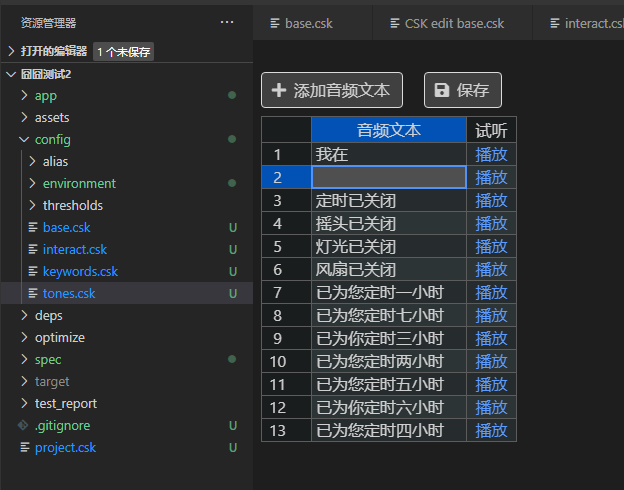 资源管理器 ···
打开的编辑器 1 个未保存
回回测试2
app
assets
config
alias
environment
thresholds
base.csk U
interact.csk U
keywords.csk U
tones.csk U
deps
optimize
spec
target
test_report
.gitignore U
project.csk U
base.csk CSK edit base.csk interact.csk
添加音频文本 保存
音频文本 试听
1 我在 播放
2 播放
3 定时已关闭 播放
4 摇头已关闭 播放
5 灯光已关闭 播放
6 风扇已关闭 播放
7 已为您定时一小时 播放
8 已为您定时七小时 播放
9 已为你定时三小时 播放
10 已为您定时两小时 播放
11 已为您定时五小时 播放
12 已为你定时六小时 播放
13 已为您定时四小时 播放